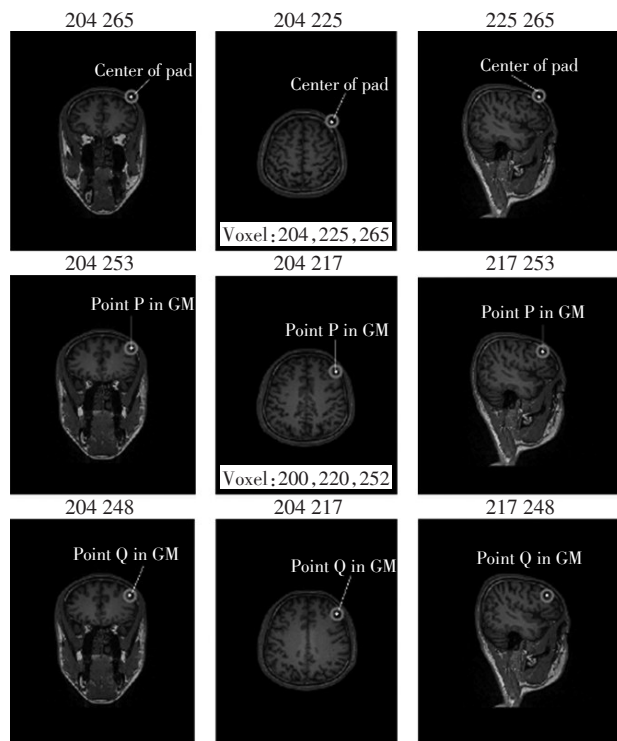 204 265
204 225
225 265
Center of pad
Center of pad
Center of pad
Voxel:204,225,265
204 253
204 217
217 253
Point P in GM
Point P in GM
Point P in GM
Voxel:200,220,252
204 248
204 217
217 248
Point Q in GM
Point Q in GM
Point Q in GM